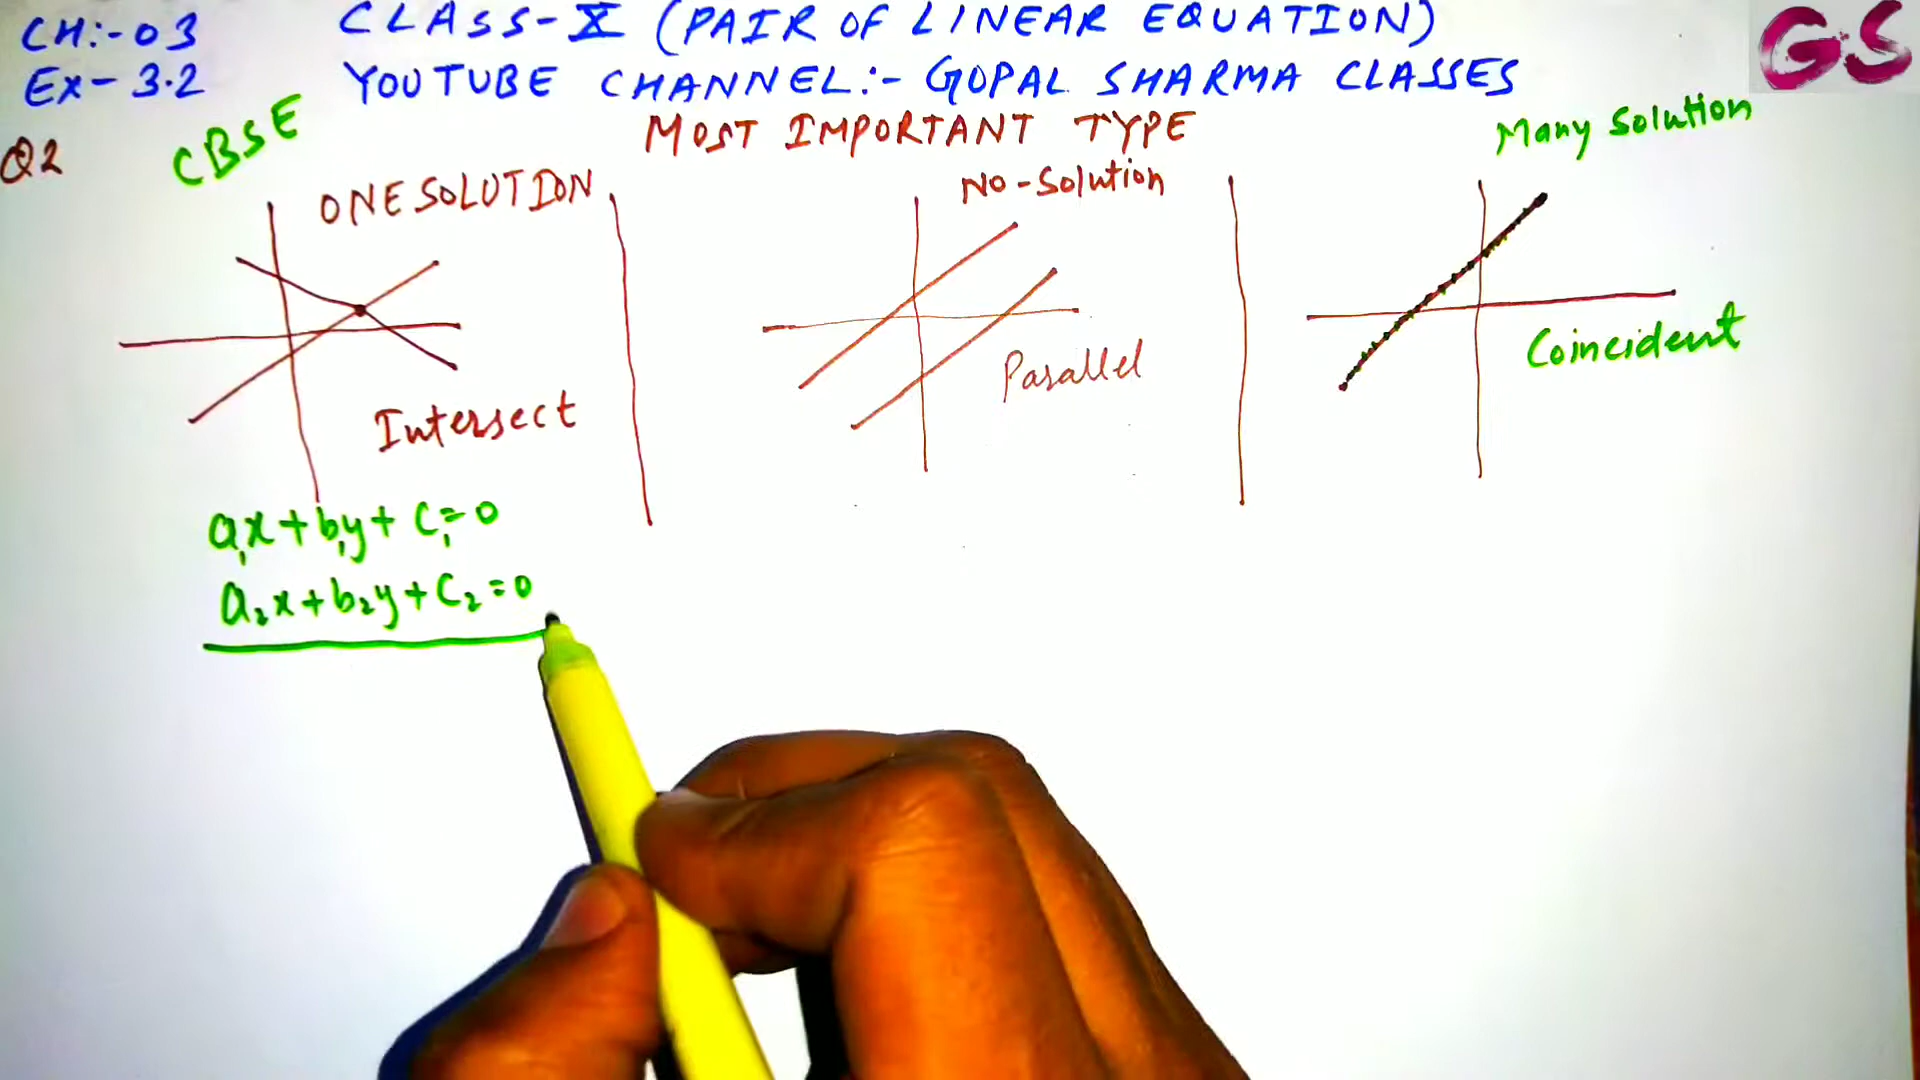 CH:-03 CLASS-X (PAIR OF LINEAR EQUATION)
Ex-3.2 YOUTUBE CHANNEL:- GOPAL SHARMA CLASSES
GS
Q2 CBSE MOST IMPORTANT TYPE
ONE SOLUTION
No-Solution
Many Solution
Intersect
Parallel
Coincident
a₁x+b₁y+c₁=0
a₂x+b₂y+c₂=0